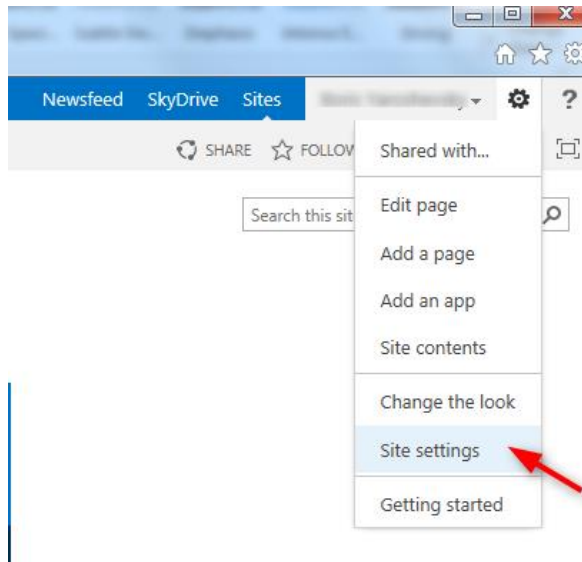 Newsfeed SkyDrive Sites
SHARE FOLLOW
Shared with...
Search this sit
Edit page
Add a page
Add an app
Site contents
Change the look
Site settings
Getting started
?